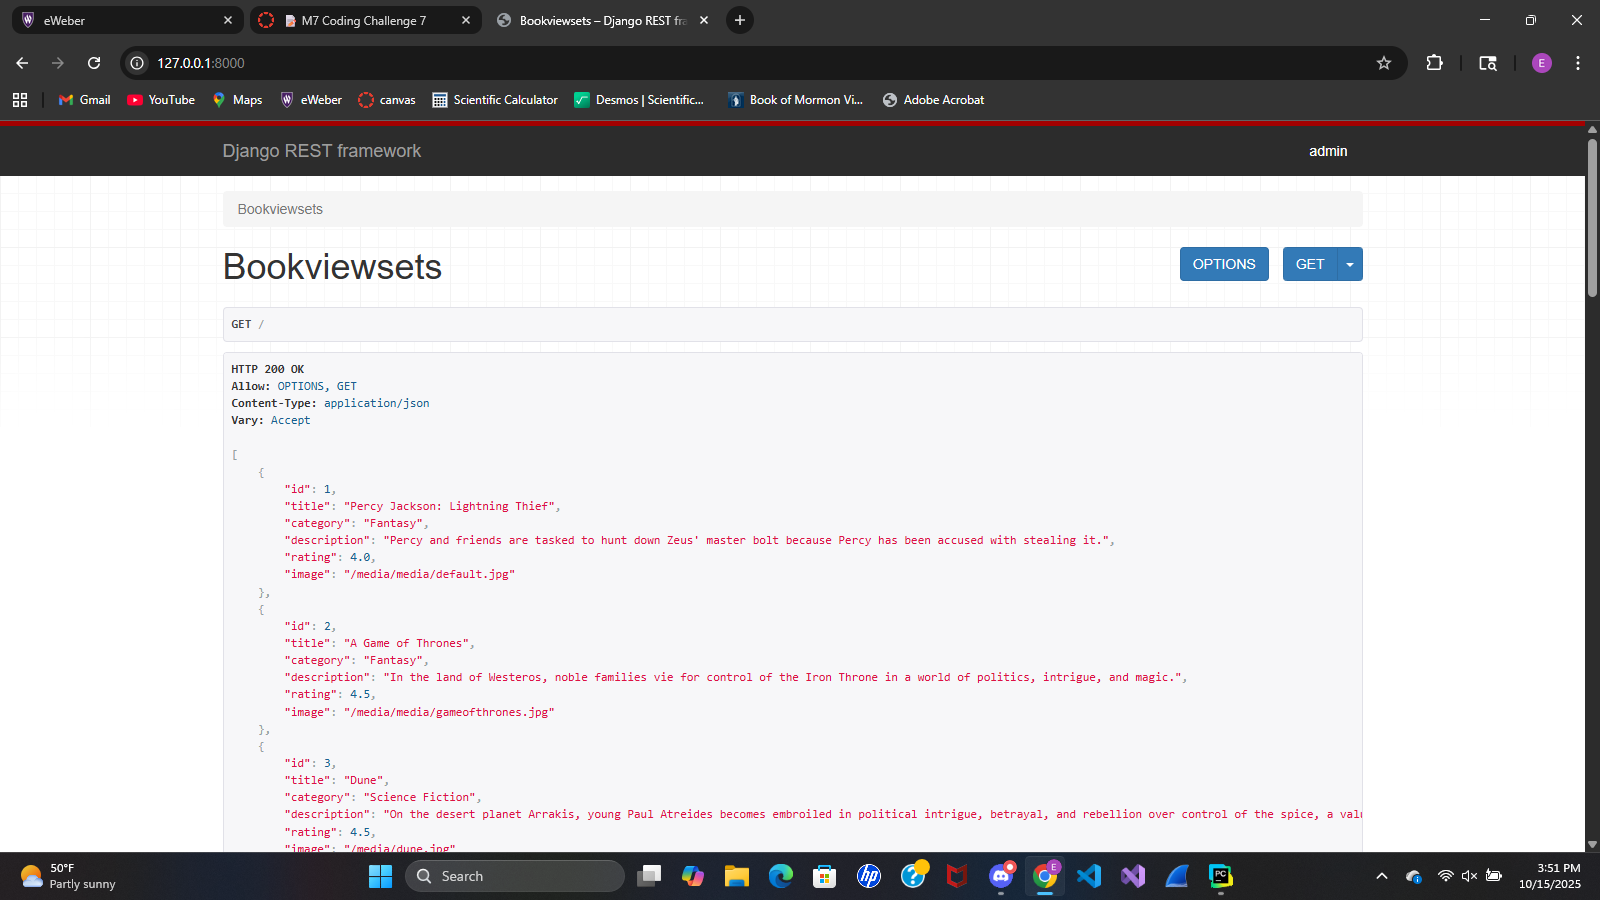 eWeber
M7 Coding Challenge 7
Bookviewsets – Django REST fra
127.0.0.1:8000
E
Gmail
YouTube
Maps
eWeber
canvas
Scientific Calculator
Desmos | Scientific...
Book of Mormon Vi...
Adobe Acrobat
Django REST framework
admin
Bookviewsets
Bookviewsets
OPTIONS
GET
GET /
HTTP 200 OK
Allow: OPTIONS, GET
Content-Type: application/json
Vary: Accept
[
{
"id": 1,
"title": "Percy Jackson: Lightning Thief",
"category": "Fantasy",
"description": "Percy and friends are tasked to hunt down Zeus' master bolt because Percy has been accused with stealing it.",
"rating": 4.0,
"image": "/media/media/default.jpg"
},
{
"id": 2,
"title": "A Game of Thrones",
"category": "Fantasy",
"description": "In the land of Westeros, noble families vie for control of the Iron Throne in a world of politics, intrigue, and magic.",
"rating": 4.5,
"image": "/media/media/gameofthrones.jpg"
},
{
"id": 3,
"title": "Dune",
"category": "Science Fiction",
"description": "On the desert planet Arrakis, young Paul Atreides becomes embroiled in political intrigue, betrayal, and rebellion over control of the spice, a valu
"rating": 4.5,
"image": "/media/dune.jpg"
50°F
Partly sunny
Search
hp
E
PC
3:51 PM
10/15/2025